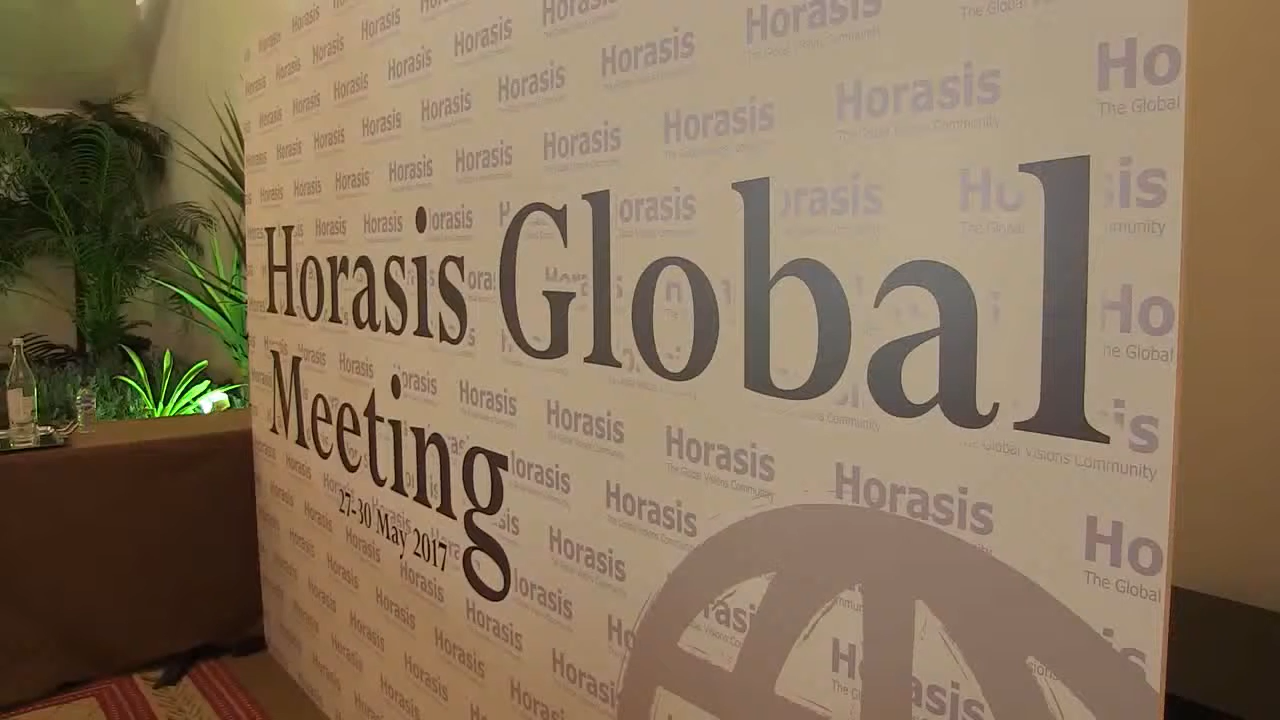 Horasis Global
Meeting
27-30 May 2017
Horasis
The Global Visions Community